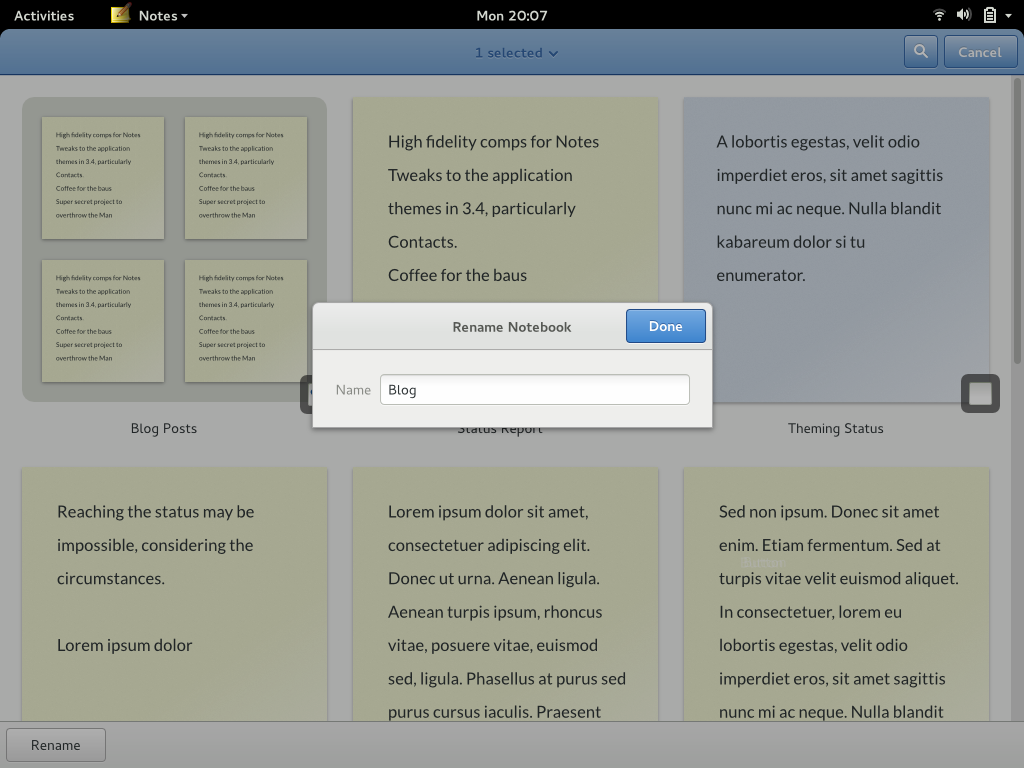 Activities
Notes
Mon 20:07
1 selected
Cancel
High fidelity comps for Notes
Tweaks to the application
themes in 3.4, particularly
Contacts.
Coffee for the baus
Super secret project to
overthrow the Man
High fidelity comps for Notes
Tweaks to the application
themes in 3.4, particularly
Contacts.
Coffee for the baus
Super secret project to
overthrow the Man
High fidelity comps for Notes
Tweaks to the application
themes in 3.4, particularly
Contacts.
Coffee for the baus
Super secret project to
overthrow the Man
High fidelity comps for Notes
Tweaks to the application
themes in 3.4, particularly
Contacts.
Coffee for the baus
Super secret project to
overthrow the Man
Blog Posts
High fidelity comps for Notes
Tweaks to the application
themes in 3.4, particularly
Contacts.
Coffee for the baus
Status Report
A lobortis egestas, velit odio
imperdiet eros, sit amet sagittis
nunc mi ac neque. Nulla blandit
kabareum dolor si tu
enumerator.
Theming Status
Rename Notebook
Done
Name
Blog
Reaching the status may be
impossible, considering the
circumstances.
Lorem ipsum dolor
Lorem ipsum dolor sit amet,
consectetuer adipiscing elit.
Donec ut urna. Aenean ligula.
Aenean turpis ipsum, rhoncus
vitae, posuere vitae, euismod
sed, ligula. Phasellus at purus sed
purus cursus iaculis. Praesent
Sed non ipsum. Donec sit amet
enim. Etiam fermentum. Sed at
turpis vitae velit euismod aliquet.
In consectetuer, lorem eu
lobortis egestas, velit odio
imperdiet eros, sit amet sagittis
nunc mi ac neque. Nulla blandit
Rename